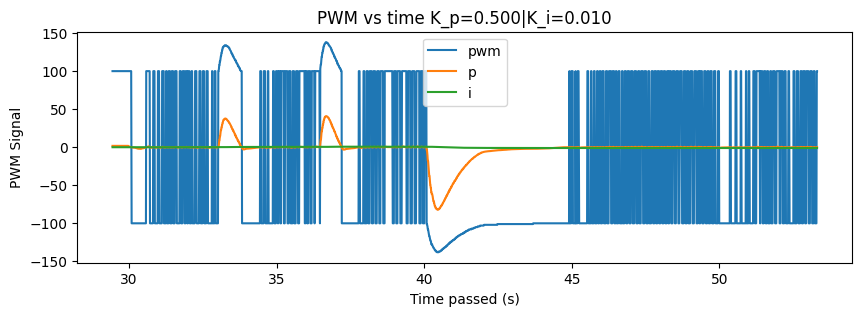 PWM vs time K_p=0.500|K_i=0.010
PWM Signal
150
100
50
0
−50
−100
−150
pwm
p
i
30
35
40
45
50
Time passed (s)